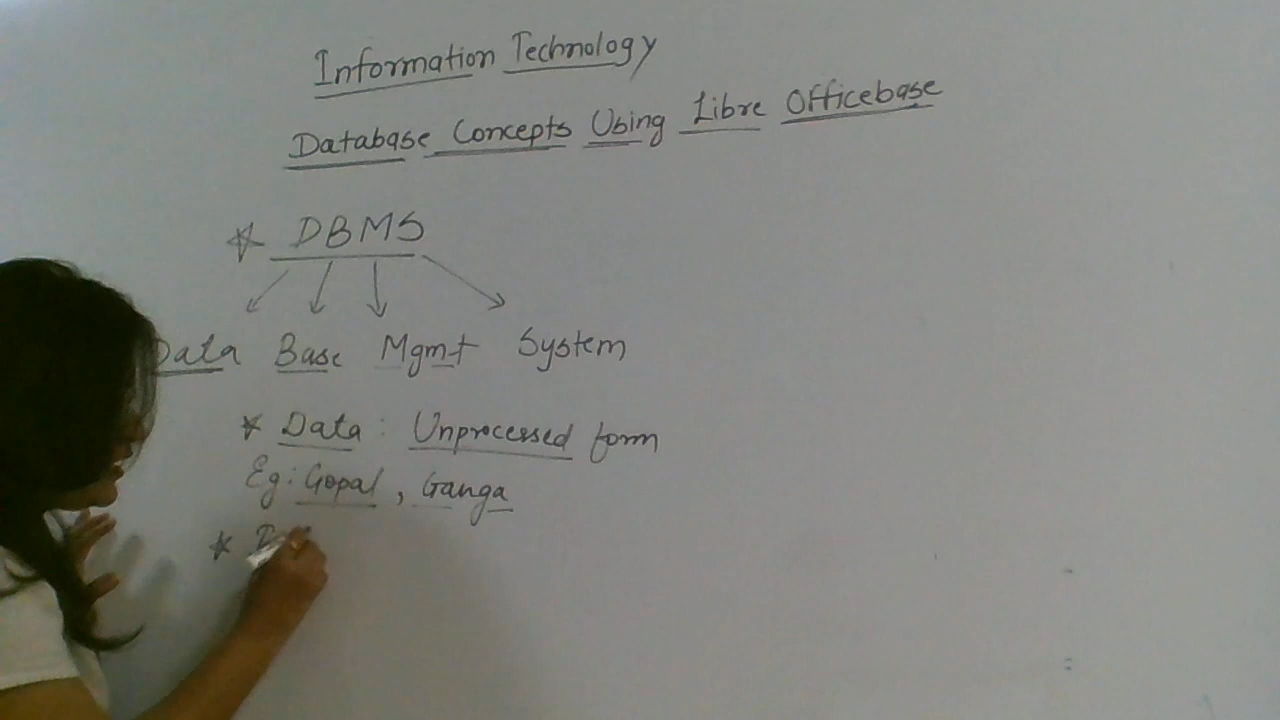 Information Technology
Database Concepts Using Libre Officebase
* DBMS
Data Base Mgmt System
* Data : Unprocessed form
Eg: Gopal, Ganga
*